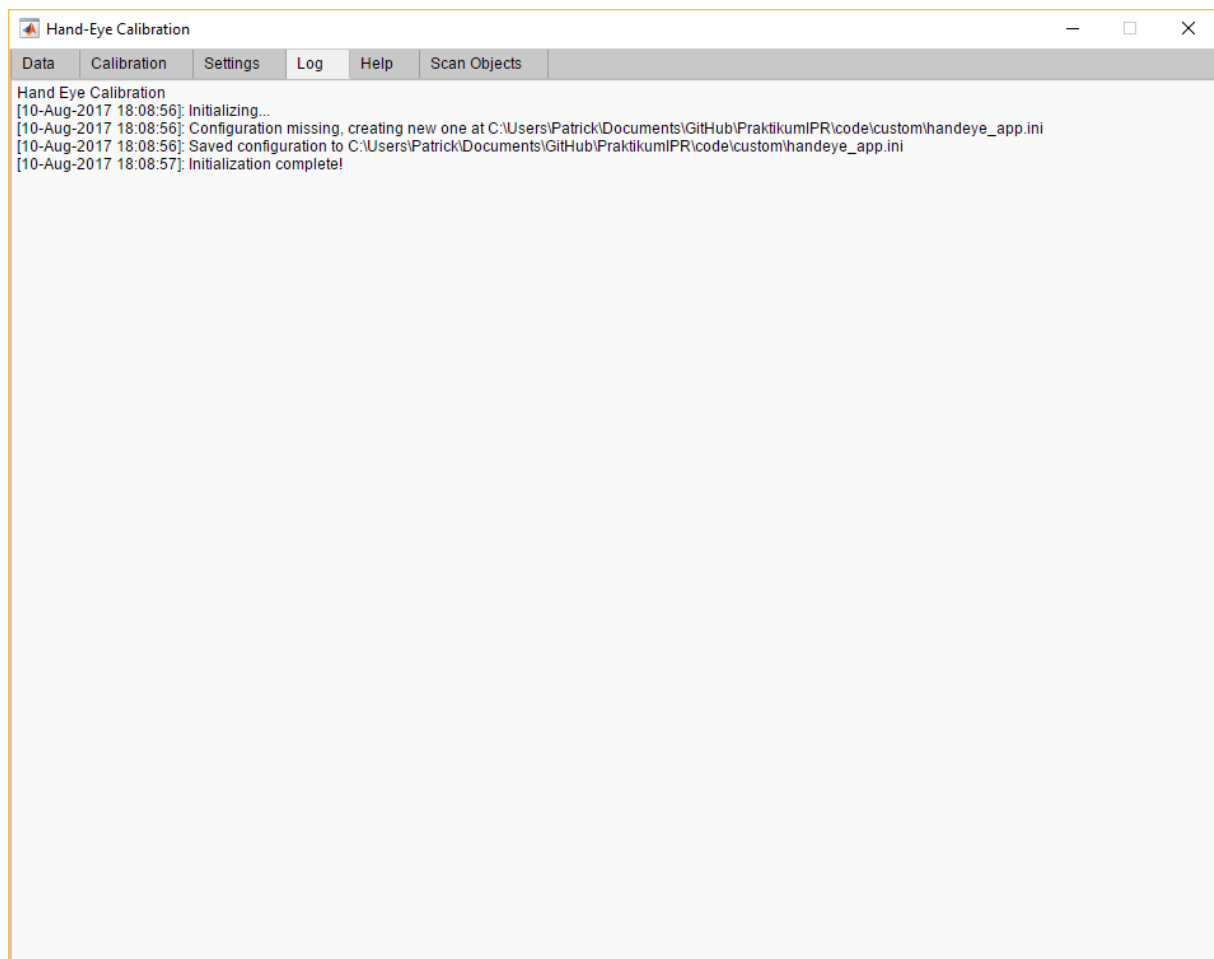 Hand-Eye Calibration
Data Calibration Settings Log Help Scan Objects
Hand Eye Calibration
[10-Aug-2017 18:08:56]: Initializing...
[10-Aug-2017 18:08:56]: Configuration missing, creating new one at C:\Users\Patrick\Documents\GitHub\PraktikumIPR\code\custom\handeye_app.ini
[10-Aug-2017 18:08:56]: Saved configuration to C:\Users\Patrick\Documents\GitHub\PraktikumIPR\code\custom\handeye_app.ini
[10-Aug-2017 18:08:57]: Initialization complete!